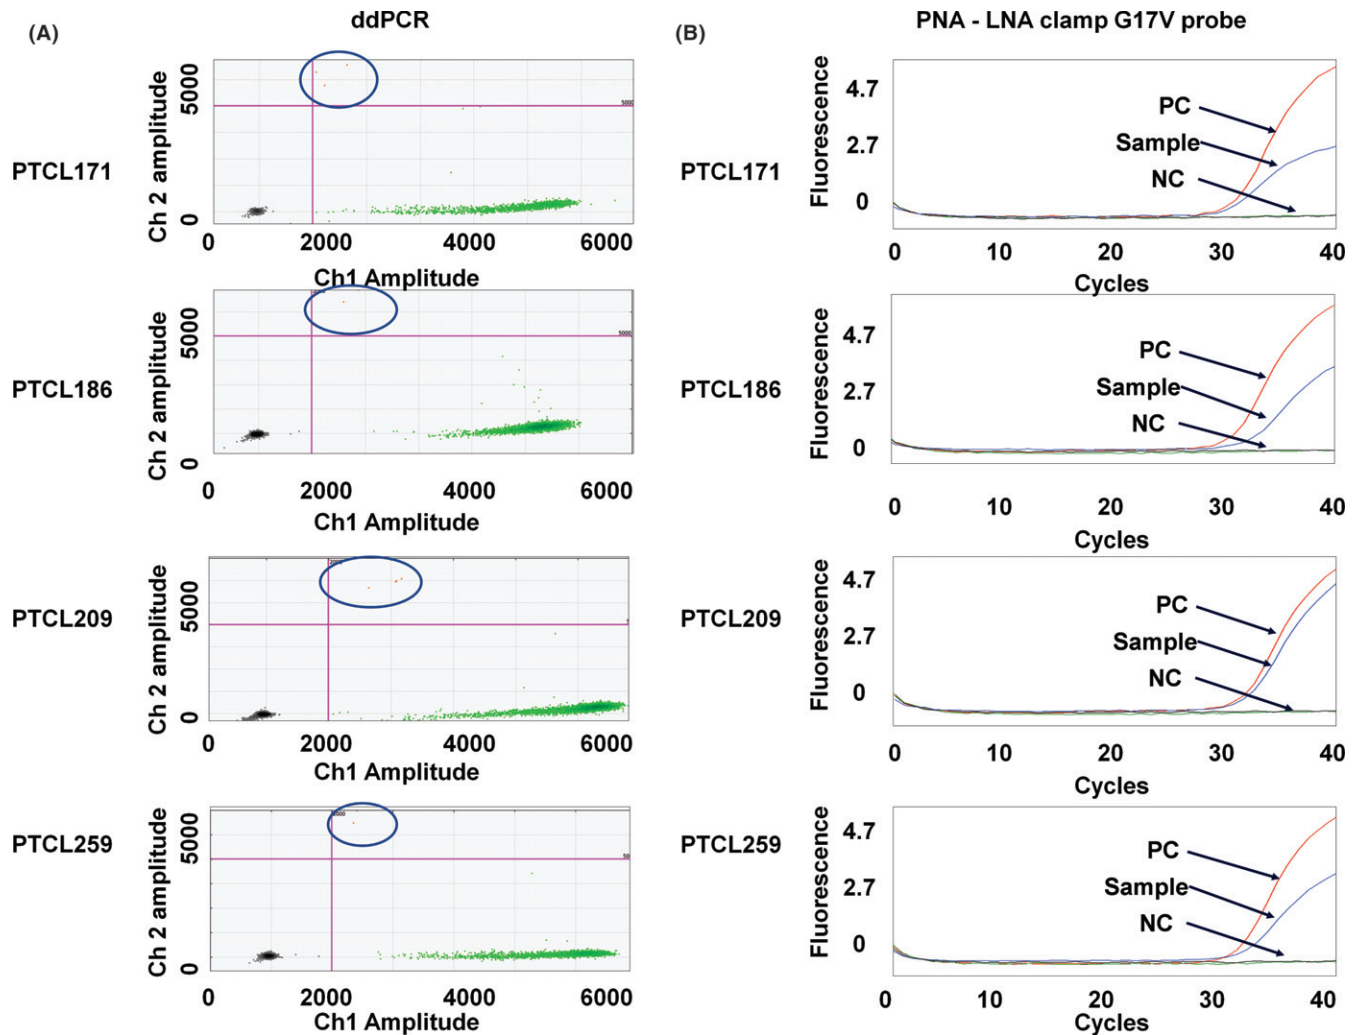 (A)
ddPCR
PTCL171
Ch 2 amplitude
5000
0
0 2000 4000 6000
Ch1 Amplitude
PTCL186
Ch 2 amplitude
5000
0
0 2000 4000 6000
Ch1 Amplitude
PTCL209
Ch 2 amplitude
5000
0
0 2000 4000 6000
Ch1 Amplitude
PTCL259
Ch 2 amplitude
5000
0
0 2000 4000 6000
Ch1 Amplitude
(B)
PNA - LNA clamp G17V probe
PTCL171
Fluorescence
4.7
2.7
0
PC
Sample
NC
0 10 20 30 40
Cycles
PTCL186
Fluorescence
4.7
2.7
0
PC
Sample
NC
0 10 20 30 40
Cycles
PTCL209
Fluorescence
4.7
2.7
0
PC
Sample
NC
0 10 20 30 40
Cycles
PTCL259
Fluorescence
4.7
2.7
0
PC
Sample
NC
0 10 20 30 40
Cycles